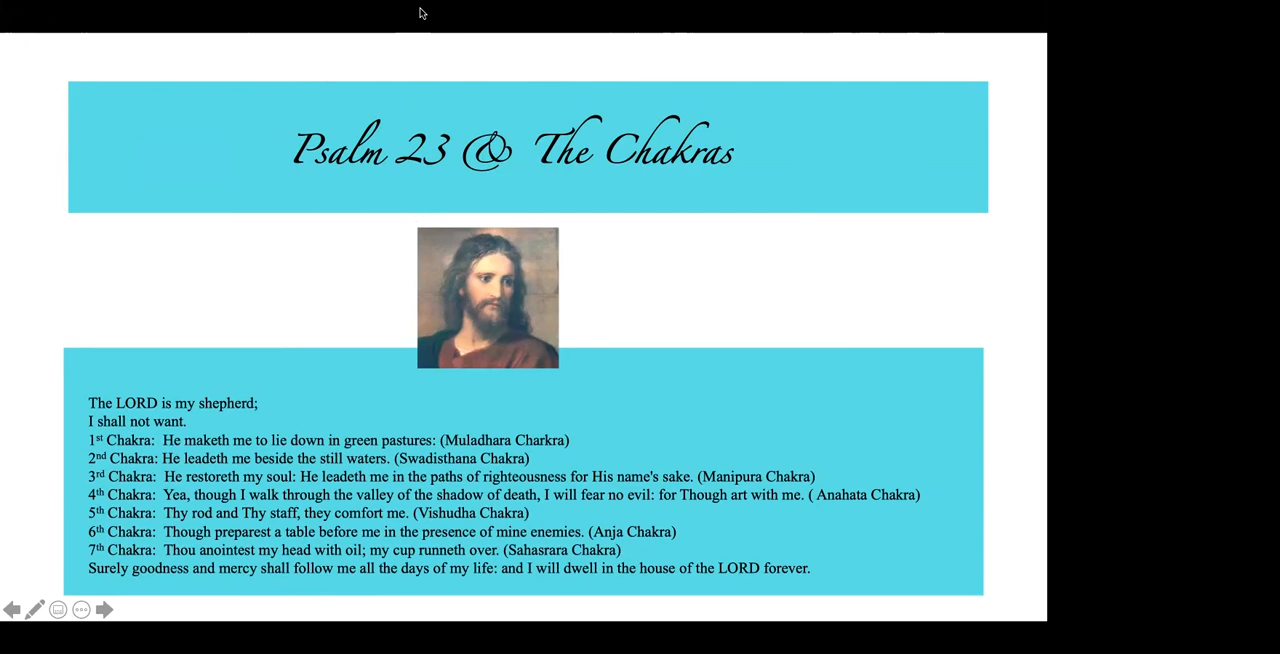 Psalm 23 & The Chakras
The LORD is my shepherd;
I shall not want.
1st Chakra:  He maketh me to lie down in green pastures: (Muladhara Charkra)
2nd Chakra: He leadeth me beside the still waters. (Swadisthana Chakra)
3rd Chakra:  He restoreth my soul: He leadeth me in the paths of righteousness for His name's sake. (Manipura Chakra)
4th Chakra:  Yea, though I walk through the valley of the shadow of death, I will fear no evil: for Though art with me. ( Anahata Chakra)
5th Chakra:  Thy rod and Thy staff, they comfort me. (Vishudha Chakra)
6th Chakra:  Though preparest a table before me in the presence of mine enemies. (Anja Chakra)
7th Chakra:  Thou anointest my head with oil; my cup runneth over. (Sahasrara Chakra)
Surely goodness and mercy shall follow me all the days of my life: and I will dwell in the house of the LORD forever.